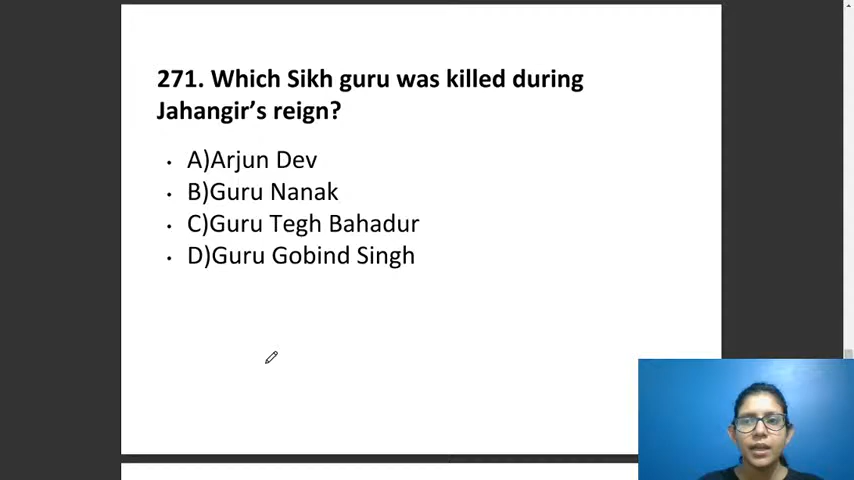 271. Which Sikh guru was killed during
Jahangir’s reign?
• A)Arjun Dev
• B)Guru Nanak
• C)Guru Tegh Bahadur
• D)Guru Gobind Singh